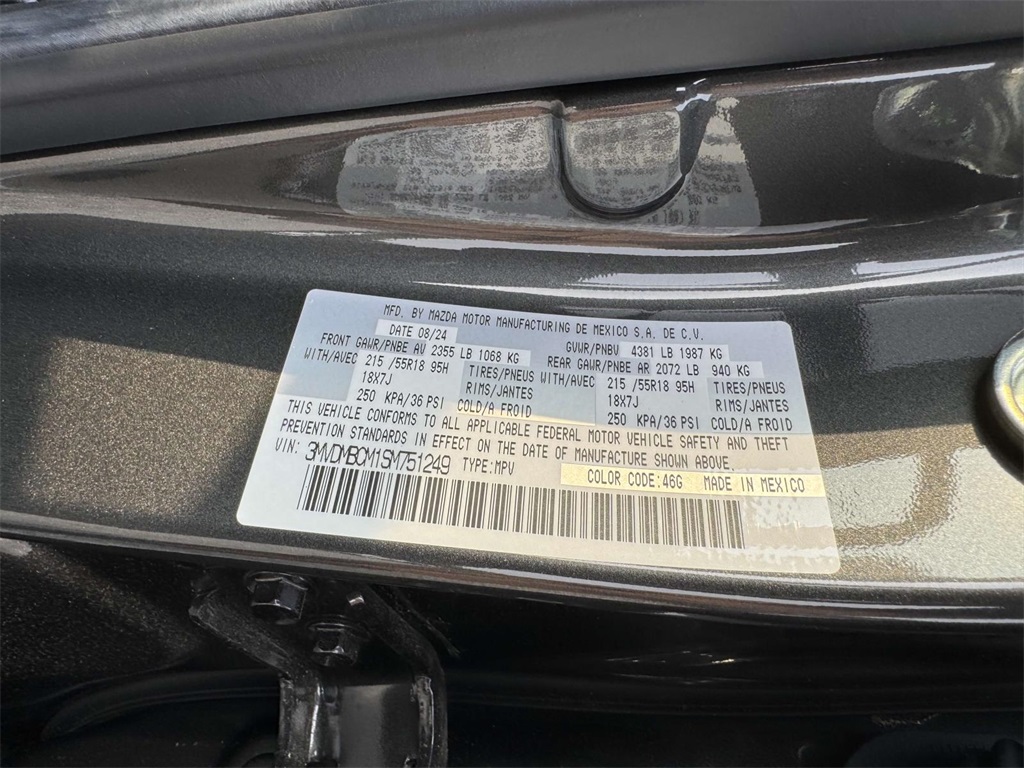 MFD. BY MAZDA MOTOR MANUFACTURING DE MEXICO S.A. DE C.V.
DATE 08/24 GVWR/PNBV 4381 LB 1987 KG
FRONT GAWR/PNBE AV 2355 LB 1068 KG REAR GAWR/PNBE AR 2072 LB 940 KG
WITH/AVEC 215 /55R18 95H TIRES/PNEUS WITH/AVEC 215 /55R18 95H TIRES/PNEUS
18X7J RIMS/JANTES 18X7J RIMS/JANTES
250 KPA/36 PSI COLD/A FROID 250 KPA/36 PSI COLD/A FROID
THIS VEHICLE CONFORMS TO ALL APPLICABLE FEDERAL MOTOR VEHICLE SAFETY AND THEFT
PREVENTION STANDARDS IN EFFECT ON THE DATE OF MANUFACTURE SHOWN ABOVE.
VIN: 3MVDMBCM1SM751249 TYPE:MPV
COLOR CODE:46G MADE IN MEXICO